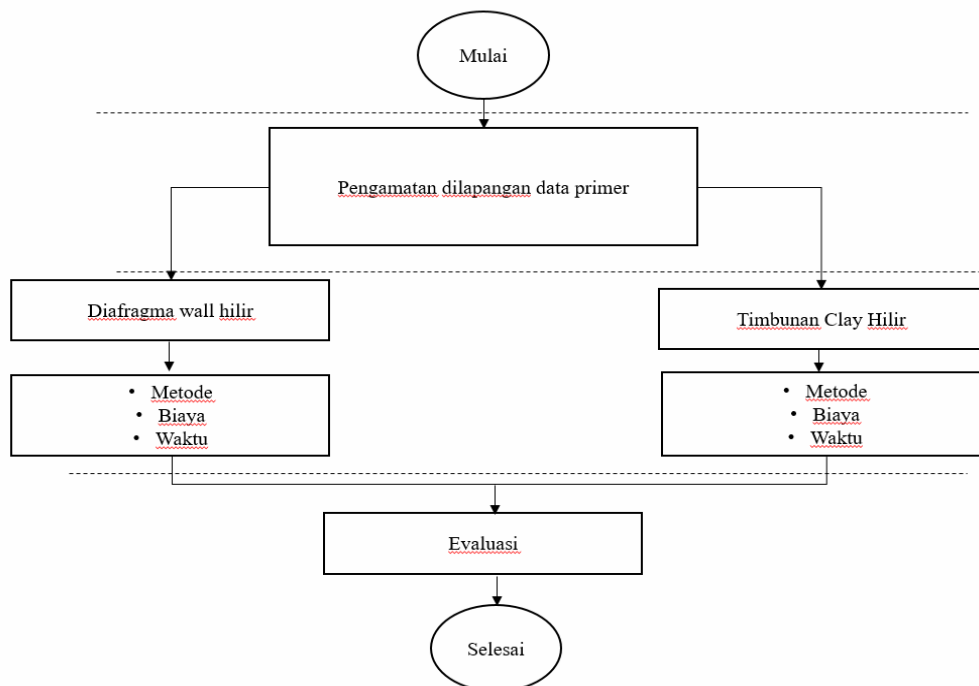 Mulai
Pengamatan dilapangan data primer
Diafragma wall hilir
Timbunan Clay Hilir
• Metode
• Biaya
• Waktu
• Metode
• Biaya
• Waktu
Evaluasi
Selesai